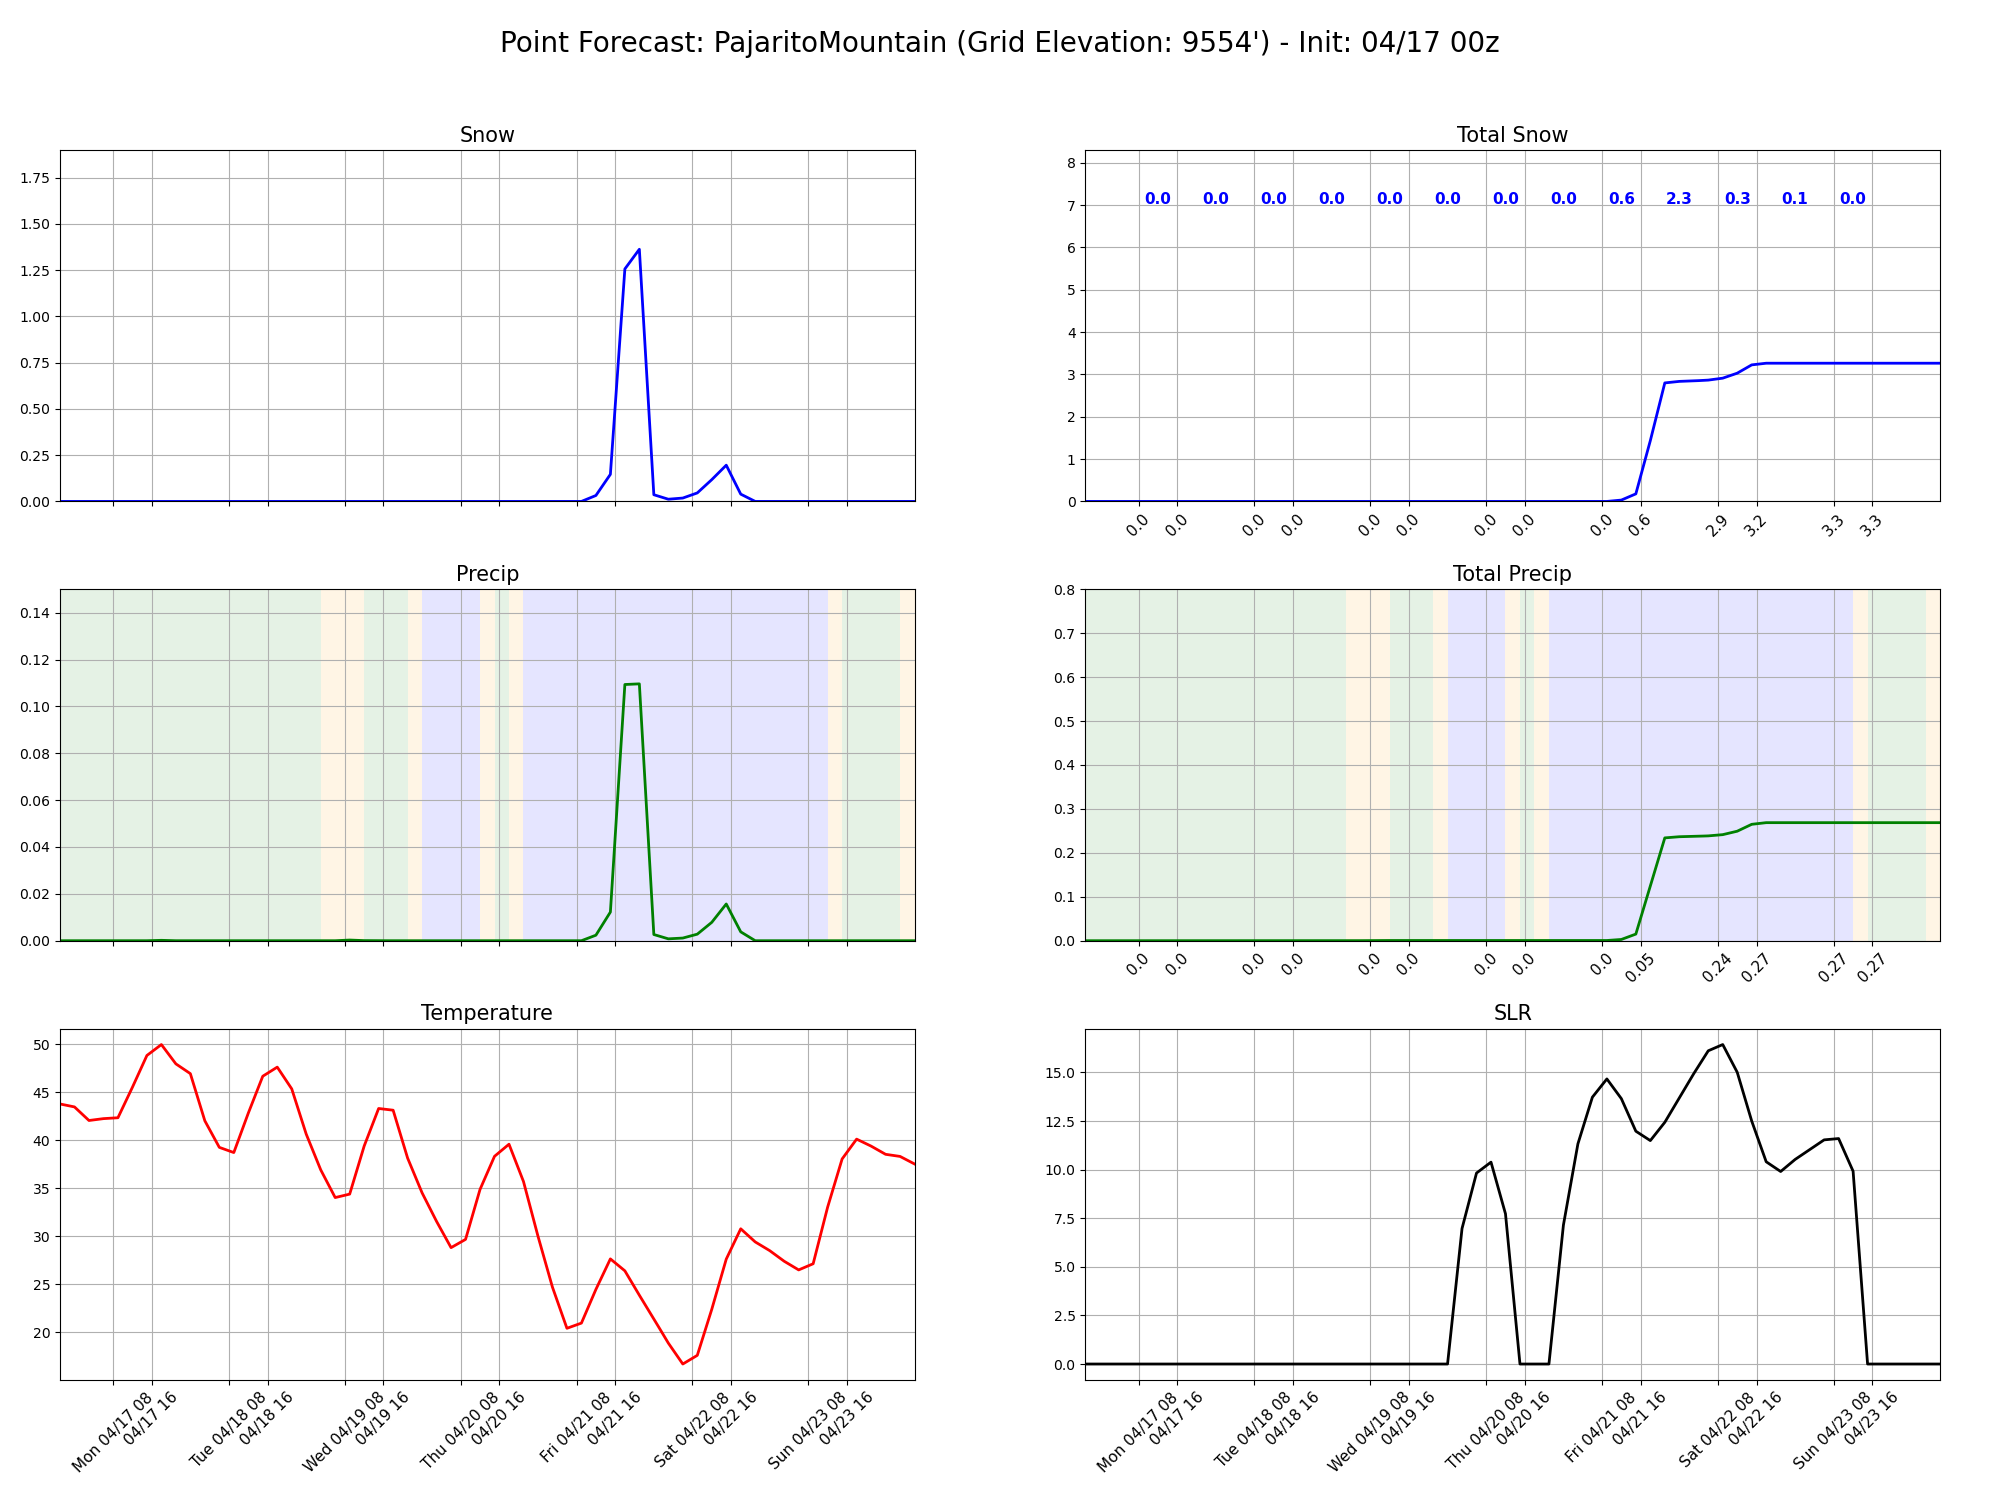 Point Forecast: PajaritoMountain (Grid Elevation: 9554') - Init: 04/17 00z
Snow
1.75
1.50
1.25
1.00
0.75
0.50
0.25
0.00
Total Snow
8
7
6
5
4
3
2
1
0
0.0 0.0 0.0 0.0 0.0 0.0 0.0 0.0 0.6 2.3 0.3 0.1 0.0
0.0 0.0 0.0 0.0 0.0 0.0 0.0 0.0 0.0 0.6 2.9 3.2 3.3 3.3
Precip
0.14
0.12
0.10
0.08
0.06
0.04
0.02
0.00
Total Precip
0.8
0.7
0.6
0.5
0.4
0.3
0.2
0.1
0.0
0.0 0.0 0.0 0.0 0.0 0.0 0.0 0.0 0.0 0.05 0.24 0.27 0.27 0.27
Temperature
50
45
40
35
30
25
20
Mon 04/17 08
04/17 16
Tue 04/18 08
04/18 16
Wed 04/19 08
04/19 16
Thu 04/20 08
04/20 16
Fri 04/21 08
04/21 16
Sat 04/22 08
04/22 16
Sun 04/23 08
04/23 16
SLR
15.0
12.5
10.0
7.5
5.0
2.5
0.0
Mon 04/17 08
04/17 16
Tue 04/18 08
04/18 16
Wed 04/19 08
04/19 16
Thu 04/20 08
04/20 16
Fri 04/21 08
04/21 16
Sat 04/22 08
04/22 16
Sun 04/23 08
04/23 16